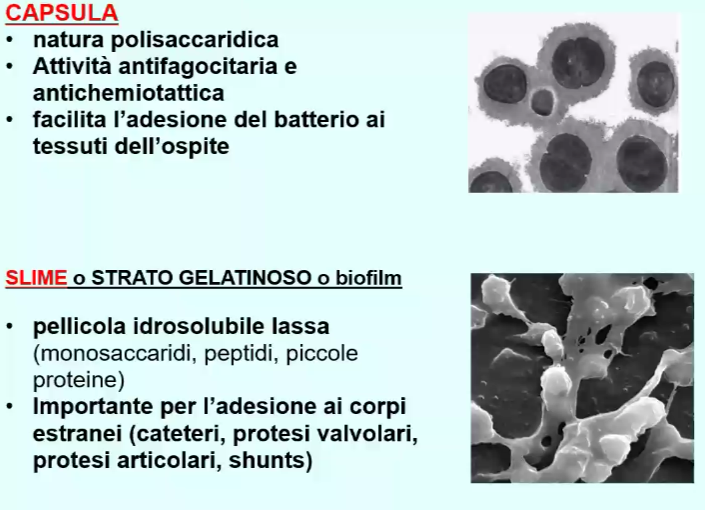 CAPSULA
• natura polisaccaridica
• Attività antifagocitaria e
antichemiotattica
• facilita l'adesione del batterio ai
tessuti dell'ospite
SLIME o STRATO GELATINOSO o biofilm
• pellicola idrosolubile lassa
(monosaccaridi, peptidi, piccole
proteine)
• Importante per l'adesione ai corpi
estranei (cateteri, protesi valvolari,
protesi articolari, shunts)